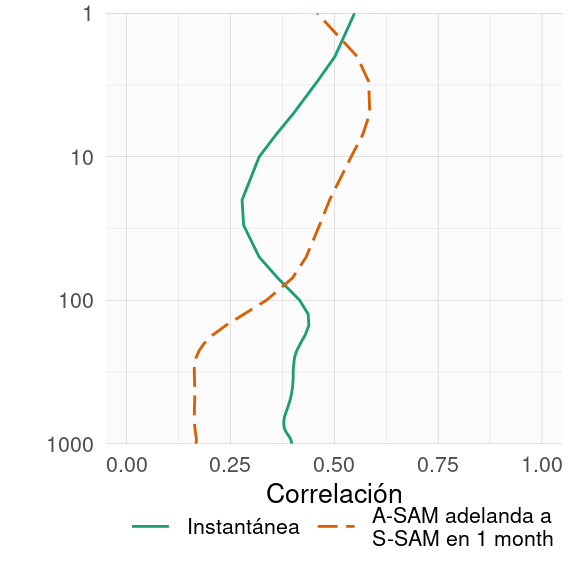 1
10
100
1000
0.00 0.25 0.50 0.75 1.00
Correlación
Instantánea
A-SAM adelanda a
S-SAM en 1 month